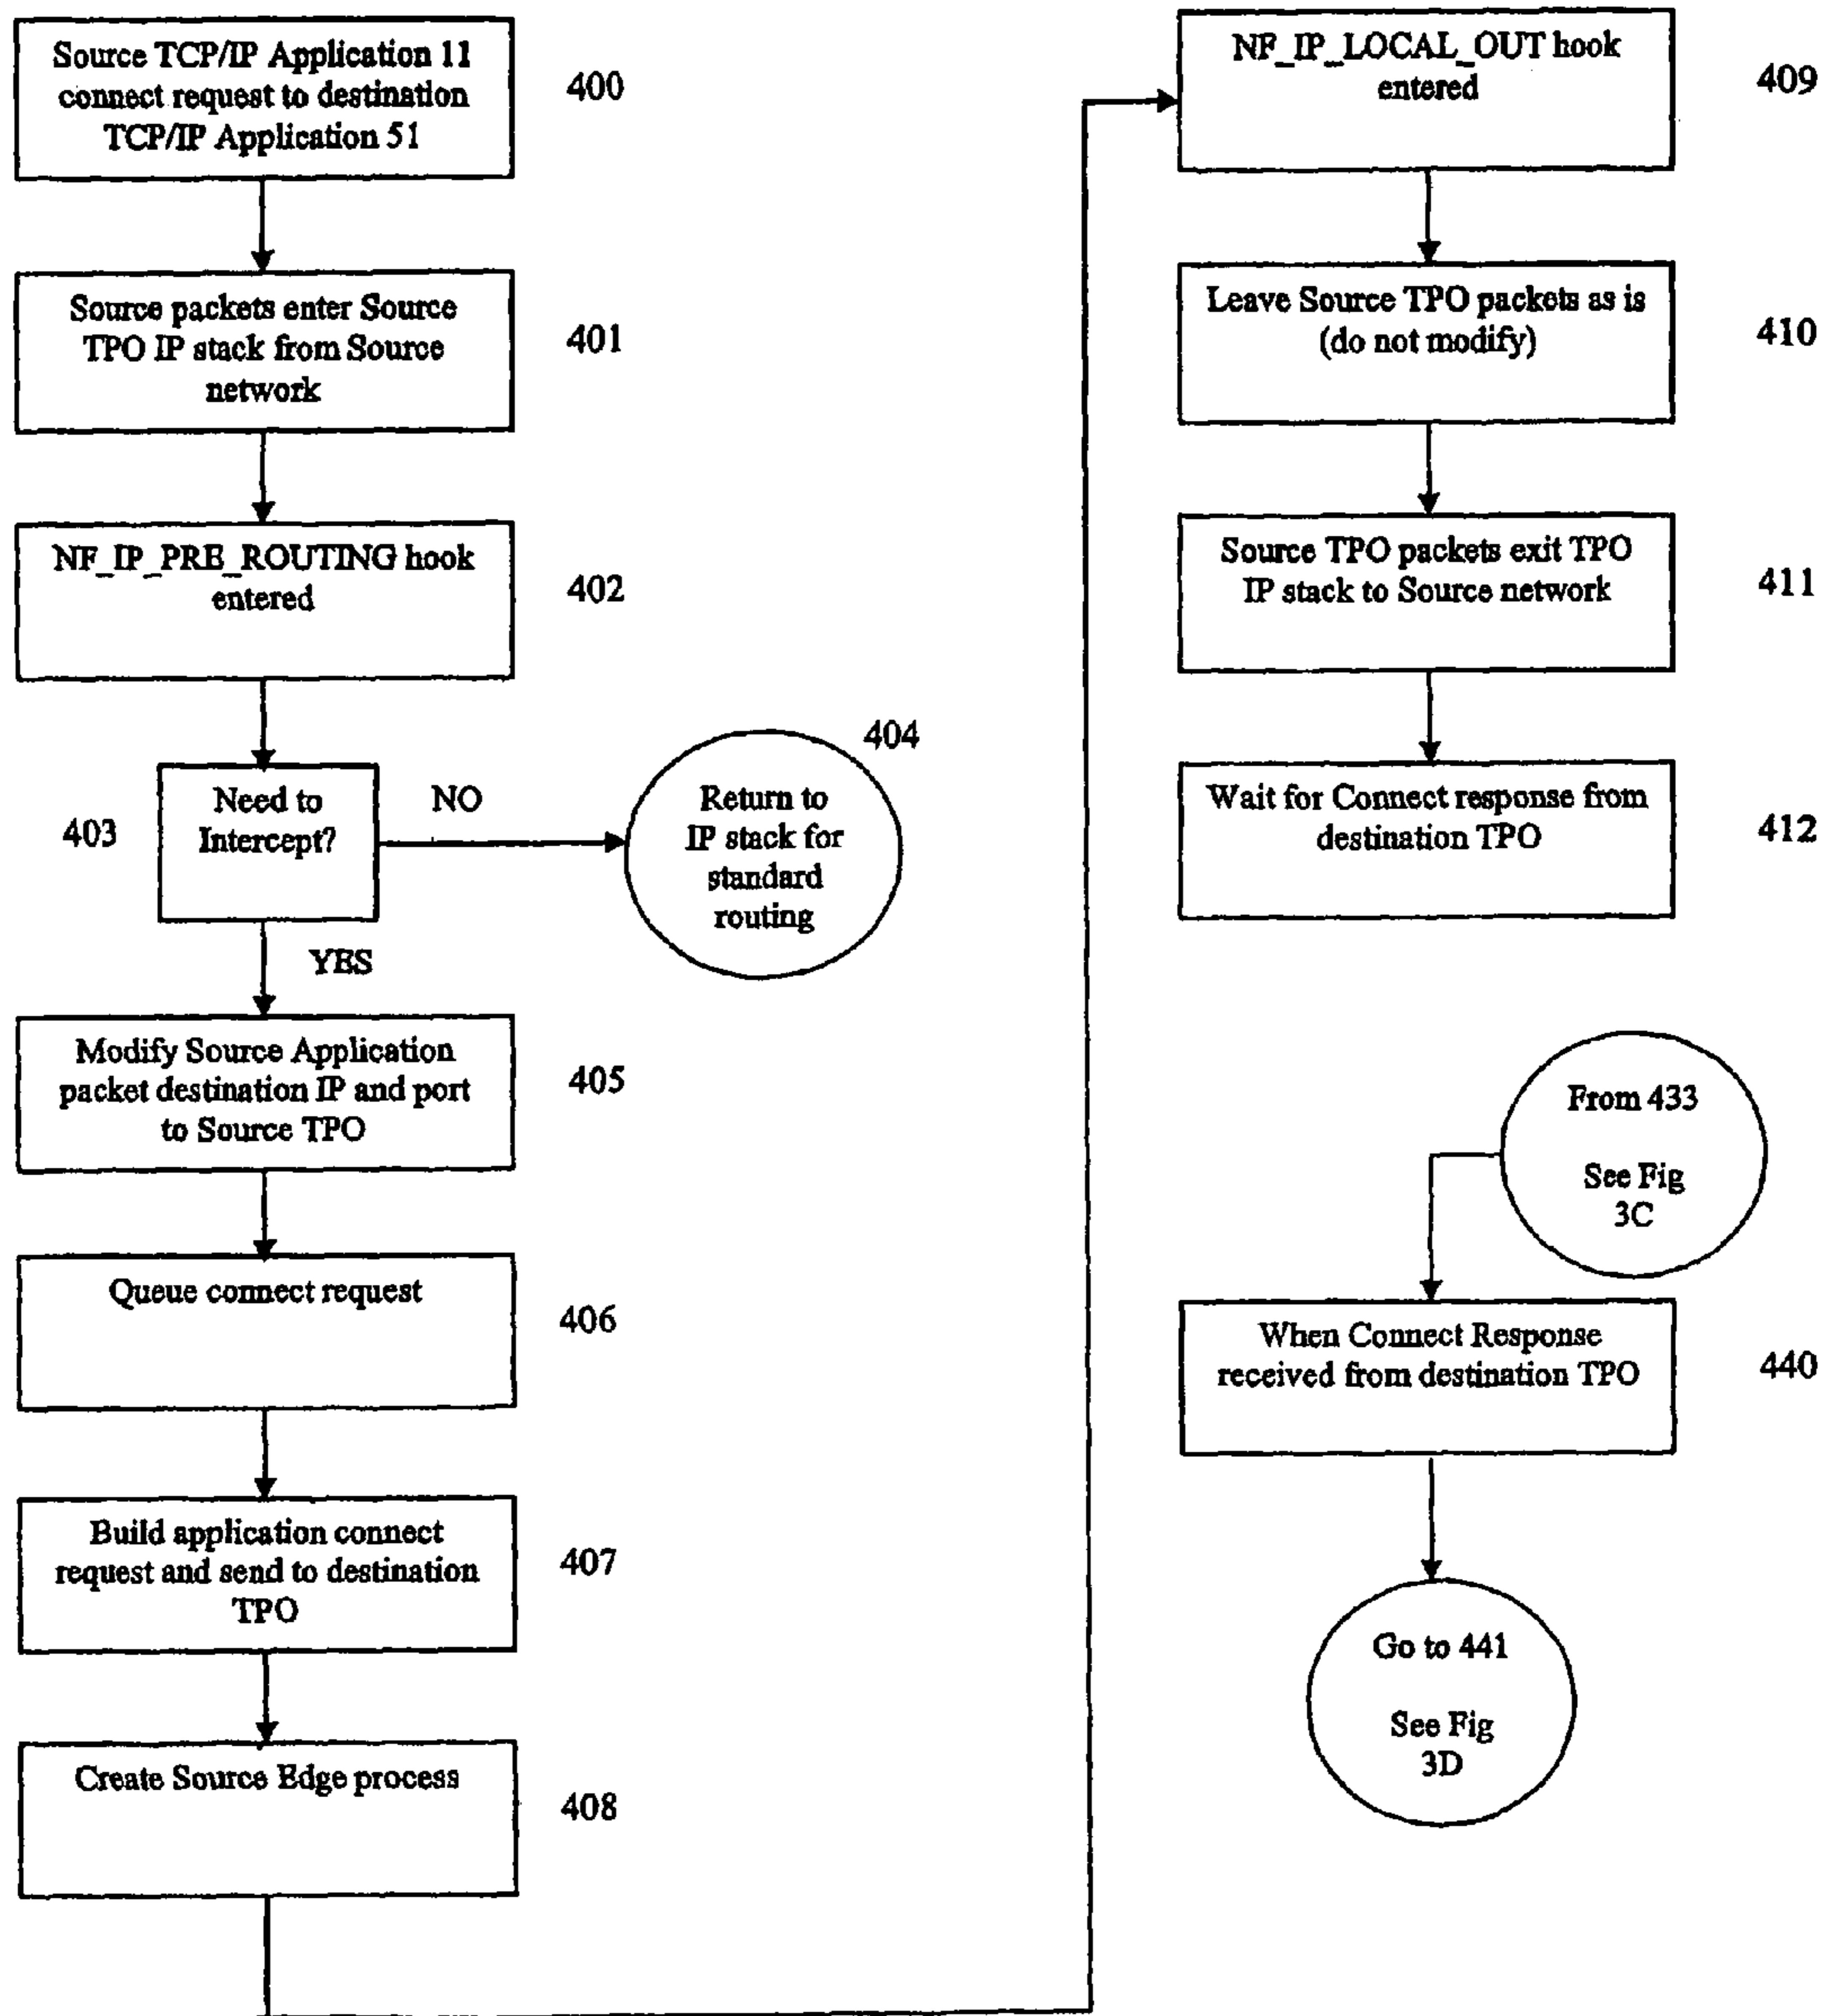 Source TCP/IP Application 11
connect request to destination
TCP/IP Application 51
400
Source packets enter Source
TPO IP stack from Source
network
401
NF_IP_PRE_ROUTING hook
entered
402
Need to
Intercept?
403
NO
404
Return to
IP stack for
standard
routing
YES
Modify Source Application
packet destination IP and port
to Source TPO
405
Queue connect request
406
Build application connect
request and send to destination
TPO
407
Create Source Edge process
408
NF_IP_LOCAL_OUT hook
entered
409
Leave Source TPO packets as is
(do not modify)
410
Source TPO packets exit TPO
IP stack to Source network
411
Wait for Connect response from
destination TPO
412
From 433
See Fig
3C
When Connect Response
received from destination TPO
440
Go to 441
See Fig
3D